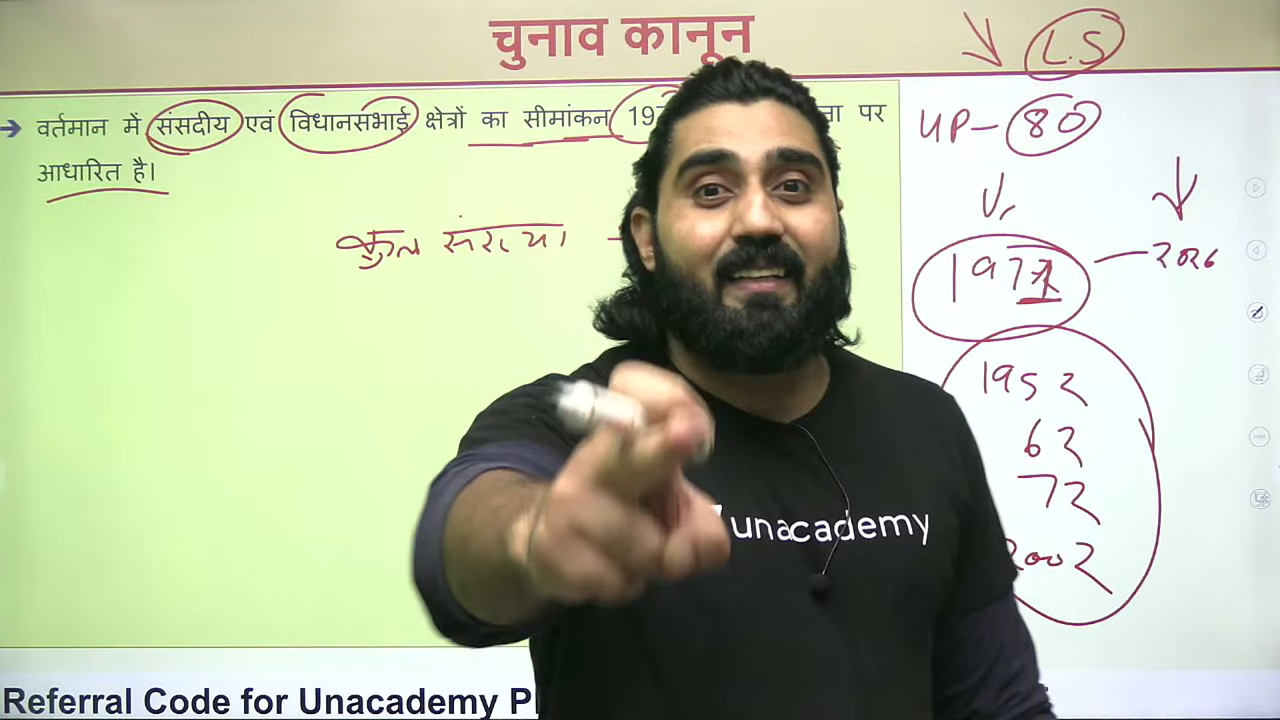 चुनाव कानून
L.S
वर्तमान में संसदीय एवं विधानसभाई क्षेत्रों का सीमांकन पर
आधारित है।
UP - 80
कुल संख्या
1971 - 2026
1952
62
72
2002
unacademy
Referral Code for Unacademy